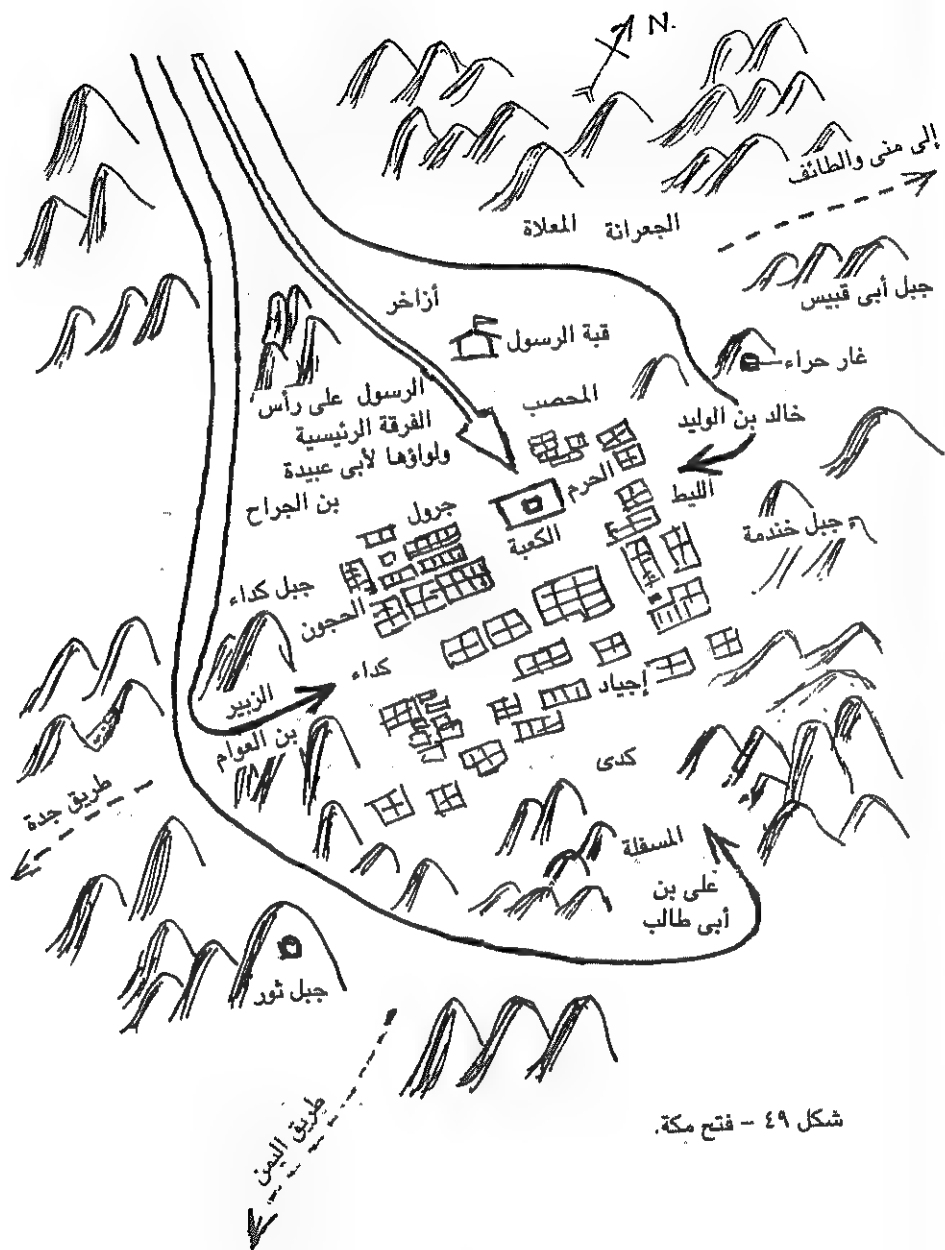 N.
إلى منى والطائف
الجعرانة
المعلاة
جبل أبى قبيس
أزاخر
قبة الرسول
غار حراء
الرسول على رأس
الفرقة الرئيسية
ولواؤها لأبى عبيدة
بن الجراح
المحصب
خالد بن الوليد
الحرم
الليط
جرول
الكعبة
جبل خندمة
جبل كداء
الحجون
كداء
إجياد
الزبير
بن العوام
كدى
طريق جدة
المسفلة
على بن
أبى طالب
جبل ثور
طريق اليمن
شكل ٤٩ – فتح مكة.